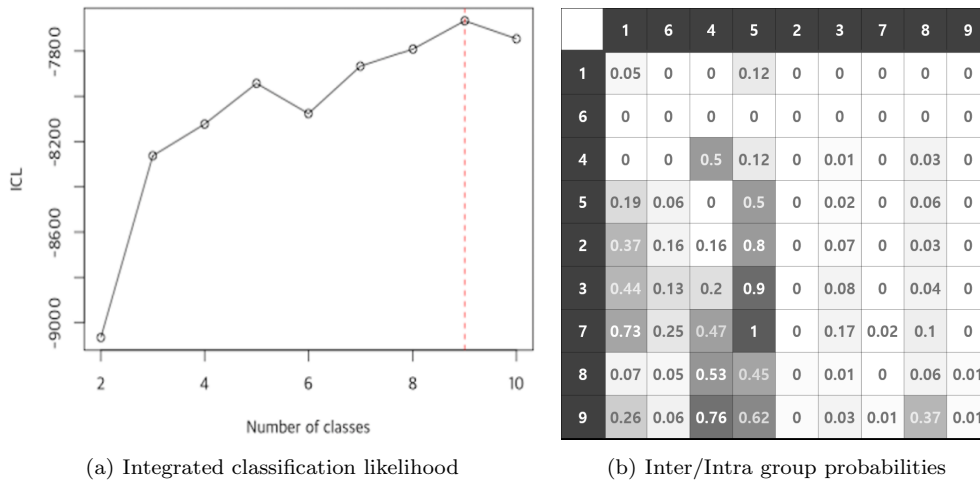 -7800
-8200
-8600
-9000
ICL
2 4 6 8 10
Number of classes
(a) Integrated classification likelihood
1 6 4 5 2 3 7 8 9
1 0.05 0 0 0.12 0 0 0 0 0
6 0 0 0 0 0 0 0 0 0
4 0 0 0.5 0.12 0 0.01 0 0.03 0
5 0.19 0.06 0 0.5 0 0.02 0 0.06 0
2 0.37 0.16 0.16 0.8 0 0.07 0 0.03 0
3 0.44 0.13 0.2 0.9 0 0.08 0 0.04 0
7 0.73 0.25 0.47 1 0 0.17 0.02 0.1 0
8 0.07 0.05 0.53 0.45 0 0.01 0 0.06 0.01
9 0.26 0.06 0.76 0.62 0 0.03 0.01 0.37 0.01
(b) Inter/Intra group probabilities